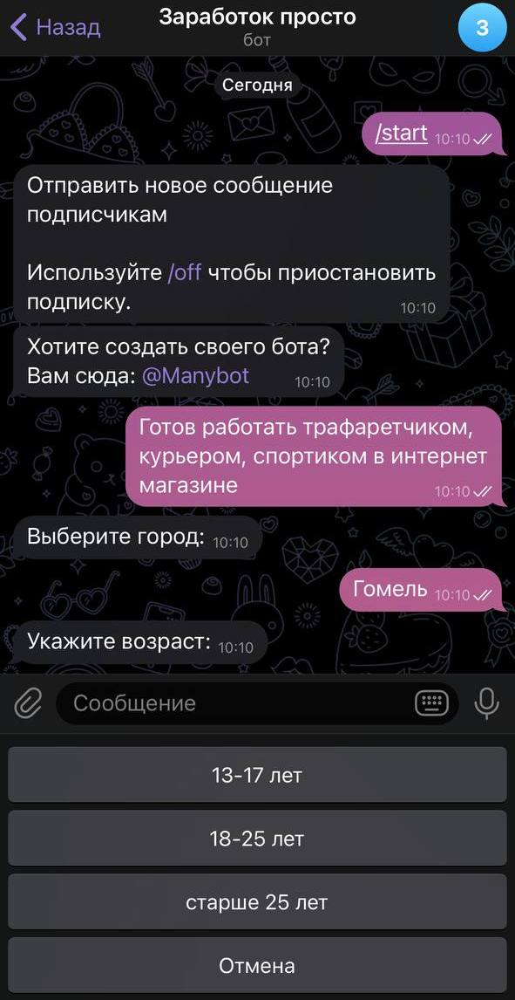 Назад
Заработок просто
бот
З
Сегодня
/start 10:10
Отправить новое сообщение
подписчикам
Используйте /off чтобы приостановить
подписку. 10:10
Хотите создать своего бота?
Вам сюда: @Manybot 10:10
Готов работать трафаретчиком,
курьером, спортиком в интернет
магазине 10:10
Выберите город: 10:10
Гомель 10:10
Укажите возраст: 10:10
Сообщение
13-17 лет
18-25 лет
старше 25 лет
Отмена